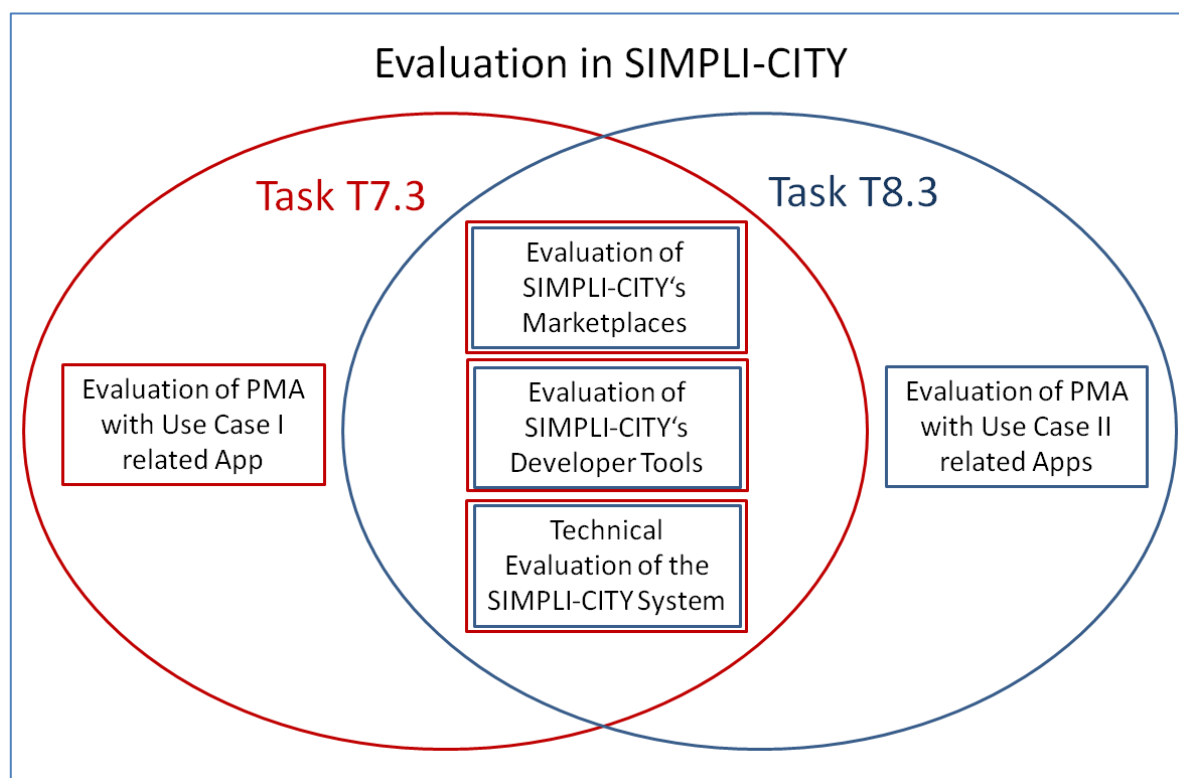 Evaluation in SIMPLI-CITY
Task T7.3
Task T8.3
Evaluation of
SIMPLI-CITY‘s
Marketplaces
Evaluation of PMA
with Use Case I
related App
Evaluation of
SIMPLI-CITY‘s
Developer Tools
Evaluation of PMA
with Use Case II
related Apps
Technical
Evaluation of the
SIMPLI-CITY System